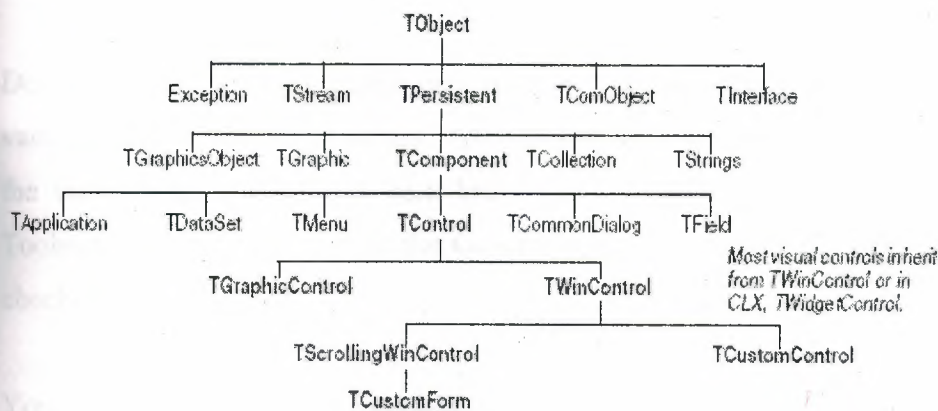 TObject
Exception TStream TPersistent TComObject TInterface
TGraphicsObject TGraphic TComponent TCollection TStrings
TApplication TDataSet TMenu TControl TCommonDialog TField
Most visual controls inherit
from TWinControl or in
CLX, TWidgetControl.
TGraphicControl TWinControl
TScrollingWinControl TCustomControl
TCustomForm